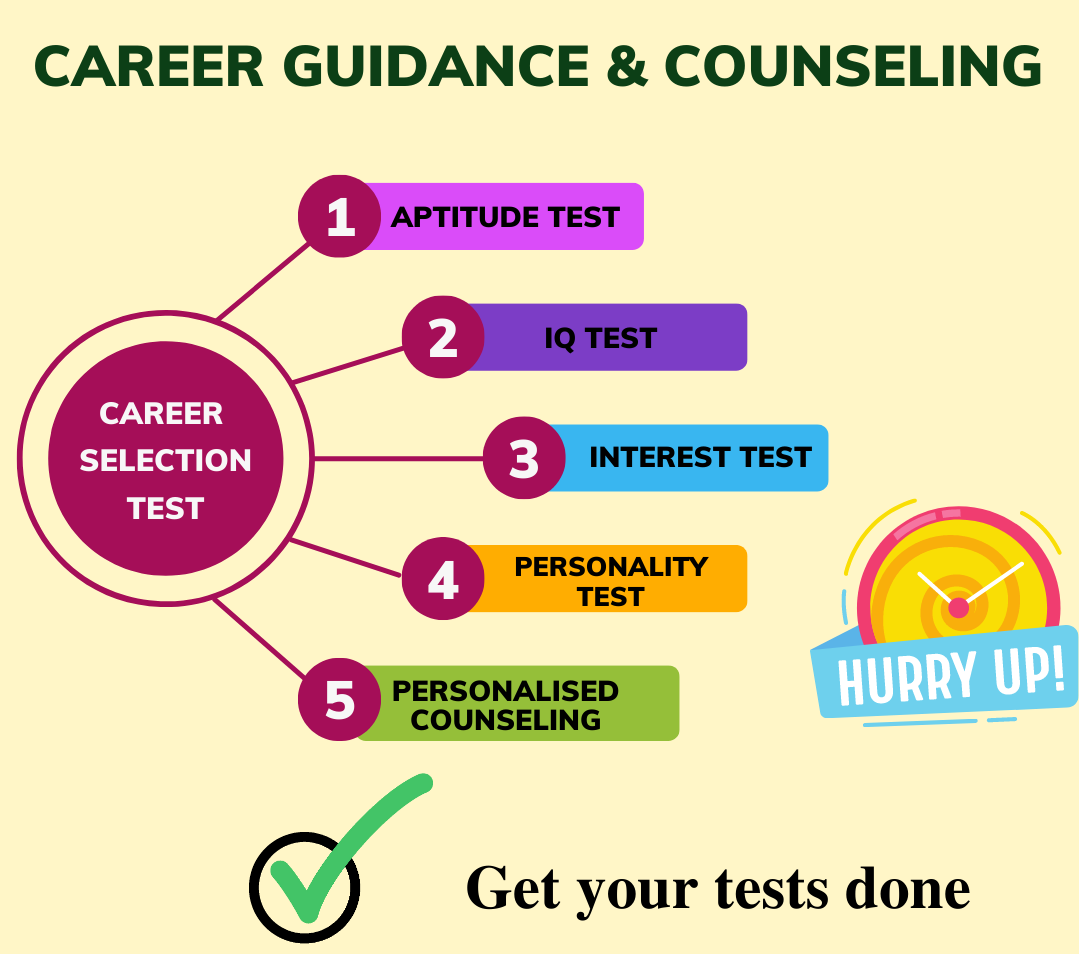 CAREER GUIDANCE & COUNSELING
1 APTITUDE TEST
2 IQ TEST
CAREER
SELECTION
TEST
3 INTEREST TEST
4 PERSONALITY
TEST
5 PERSONALISED
COUNSELING
HURRY UP!
Get your tests done